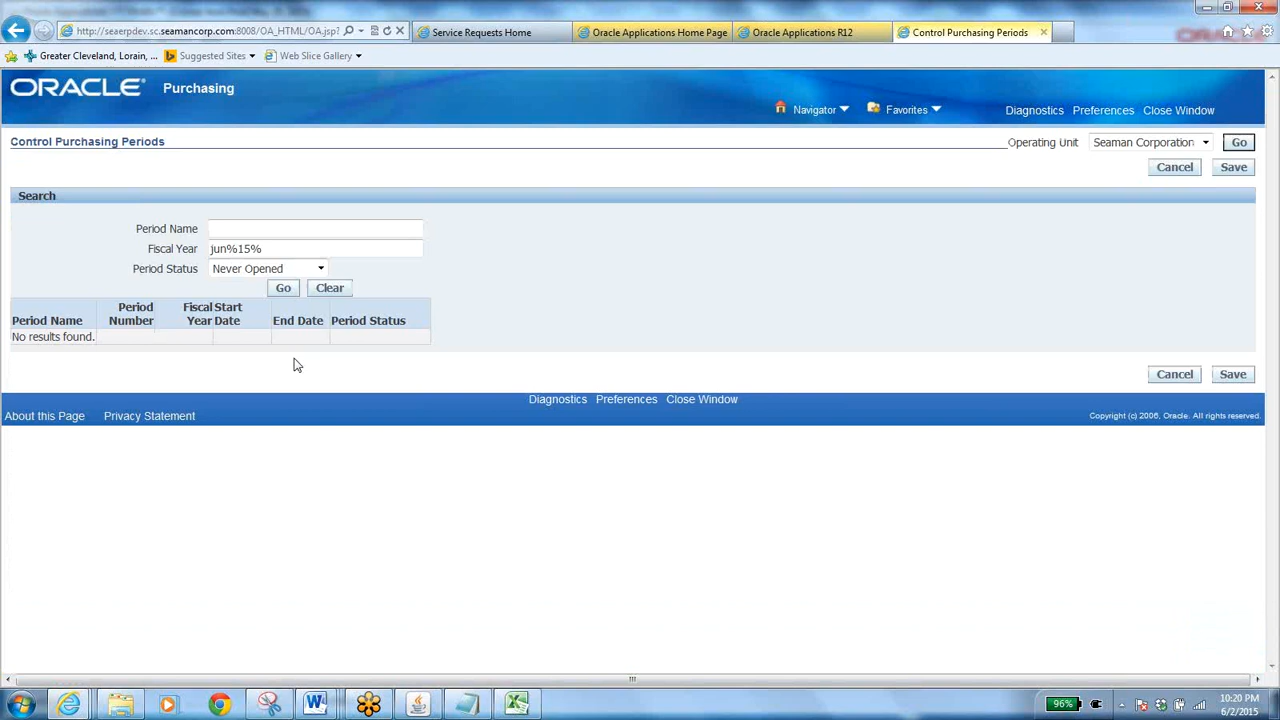 http://seaerpdev.sc.seamancorp.com:8008/OA_HTML/OA.jsp?
Service Requests Home
Oracle Applications Home Page
Oracle Applications R12
Control Purchasing Periods
Greater Cleveland, Lorain, ...
Suggested Sites
Web Slice Gallery
ORACLE® Purchasing
Navigator
Favorites
Diagnostics Preferences Close Window
Control Purchasing Periods
Operating Unit Seaman Corporation Go
Cancel Save
Search
Period Name
Fiscal Year jun%15%
Period Status Never Opened
Go Clear
Period Name Period Number Fiscal Year Start Date End Date Period Status
No results found.
Cancel Save
Diagnostics Preferences Close Window
About this Page Privacy Statement
Copyright (c) 2006, Oracle. All rights reserved.
96%
10:20 PM
6/2/2015